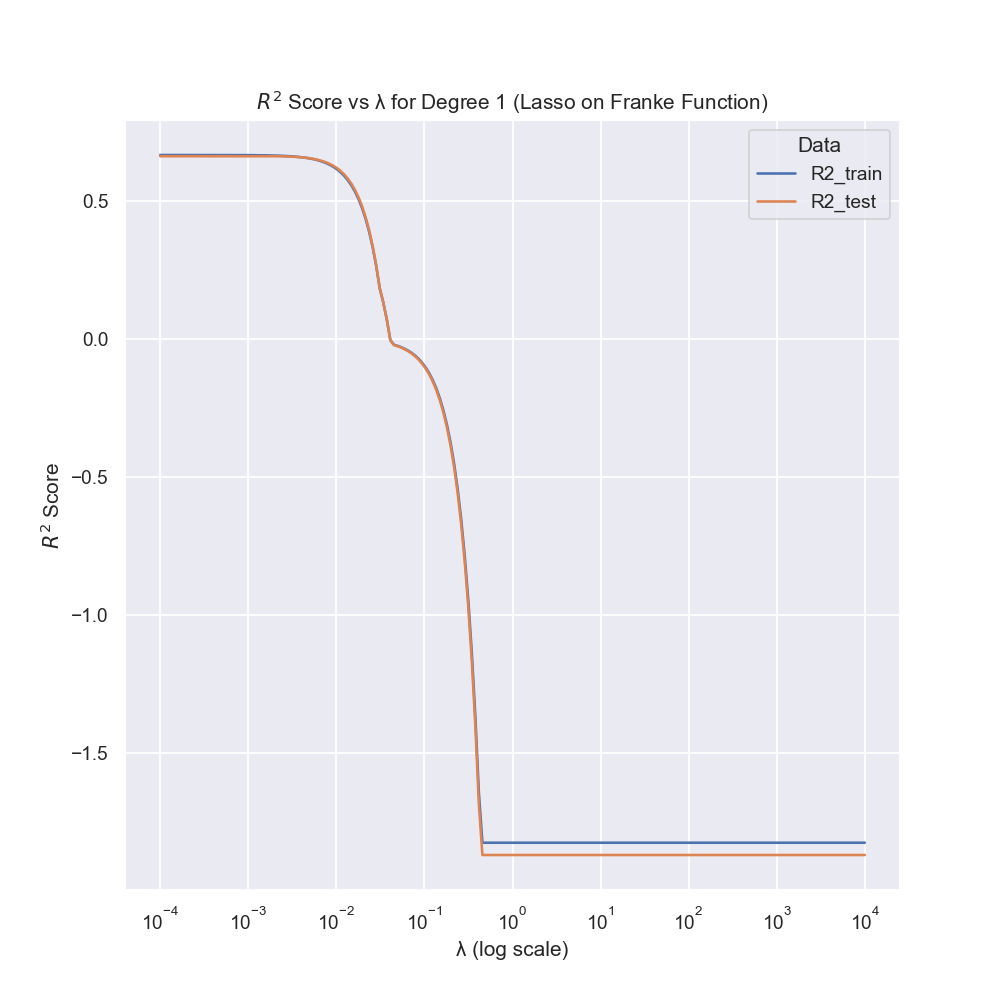 R² Score vs λ for Degree 1 (Lasso on Franke Function)
Data
R2_train
R2_test
0.5
0.0
−0.5
−1.0
−1.5
R² Score
10⁻⁴ 10⁻³ 10⁻² 10⁻¹ 10⁰ 10¹ 10² 10³ 10⁴
λ (log scale)